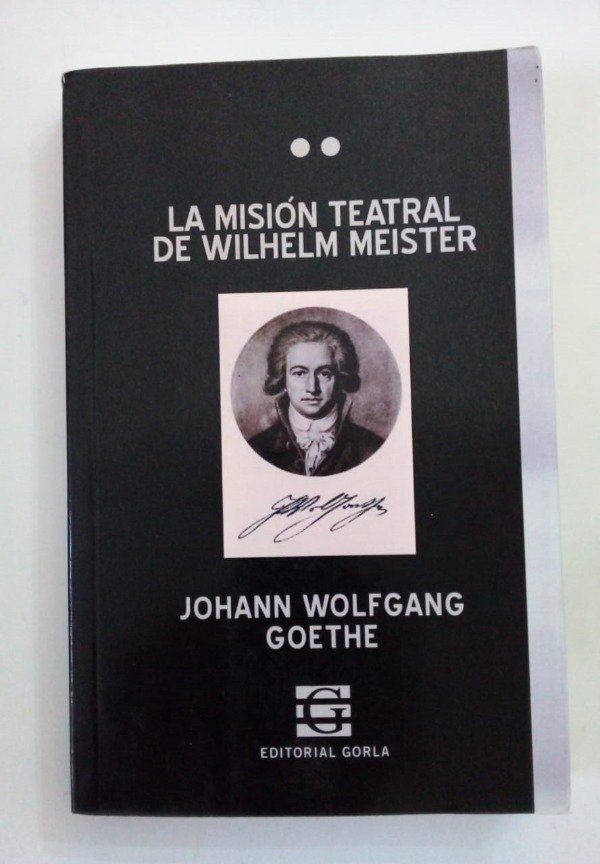 LA MISIÓN TEATRAL
DE WILHELM MEISTER
JOHANN WOLFGANG
GOETHE
G
EDITORIAL GORLA